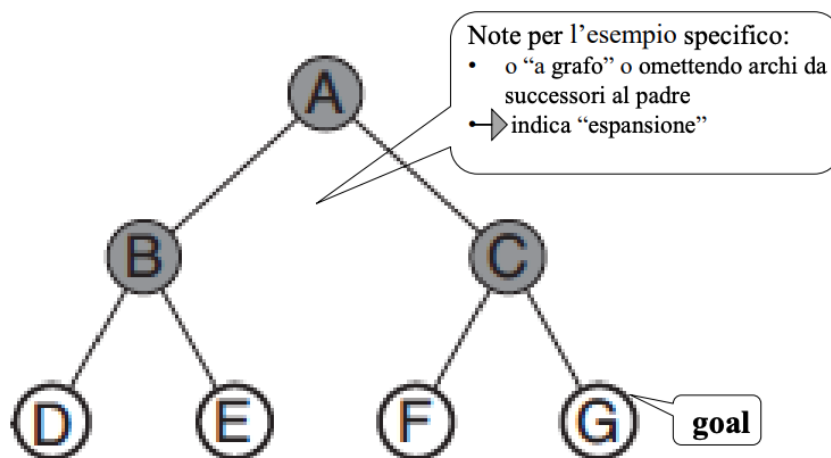 Note per l’esempio specifico:
• o “a grafo” o omettendo archi da
successori al padre
• indica “espansione”
A
B
C
D
E
F
G
goal